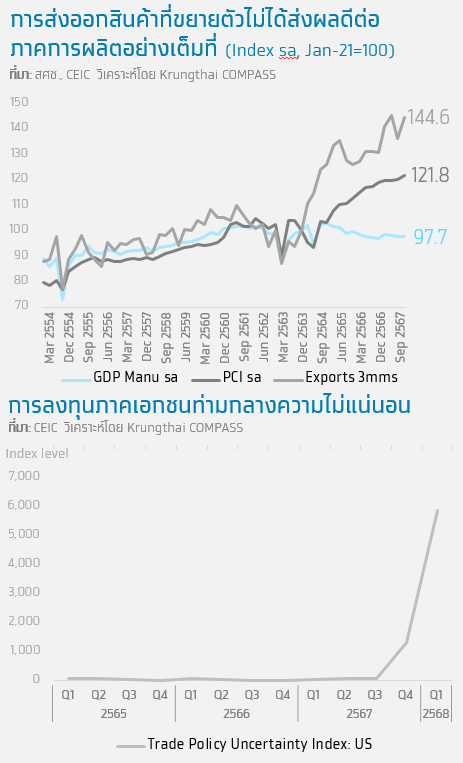 การส่งออกสินค้าที่ขยายตัวไม่ได้ส่งผลดีต่อ
ภาคการผลิตอย่างเต็มที่ (Index sa, Jan-21=100)
ที่มา: สศช., CEIC วิเคราะห์โดย Krungthai COMPASS
150
140
130
120
110
100
90
80
70
144.6
121.8
97.7
Mar 2554
Dec 2554
Sep 2555
Jun 2556
Mar 2557
Dec 2557
Sep 2558
Jun 2559
Mar 2560
Dec 2560
Sep 2561
Jun 2562
Mar 2563
Dec 2563
Sep 2564
Jun 2565
Mar 2566
Dec 2566
Sep 2567
GDP Manu sa PCI sa Exports 3mms
การลงทุนภาคเอกชนท่ามกลางความไม่แน่นอน
ที่มา: CEIC วิเคราะห์โดย Krungthai COMPASS
Index level
7,000
6,000
5,000
4,000
3,000
2,000
1,000
0
Q1 Q2 Q3 Q4 Q1 Q2 Q3 Q4 Q1 Q2 Q3 Q4 Q1
2565 2566 2567 2568
Trade Policy Uncertainty Index: US